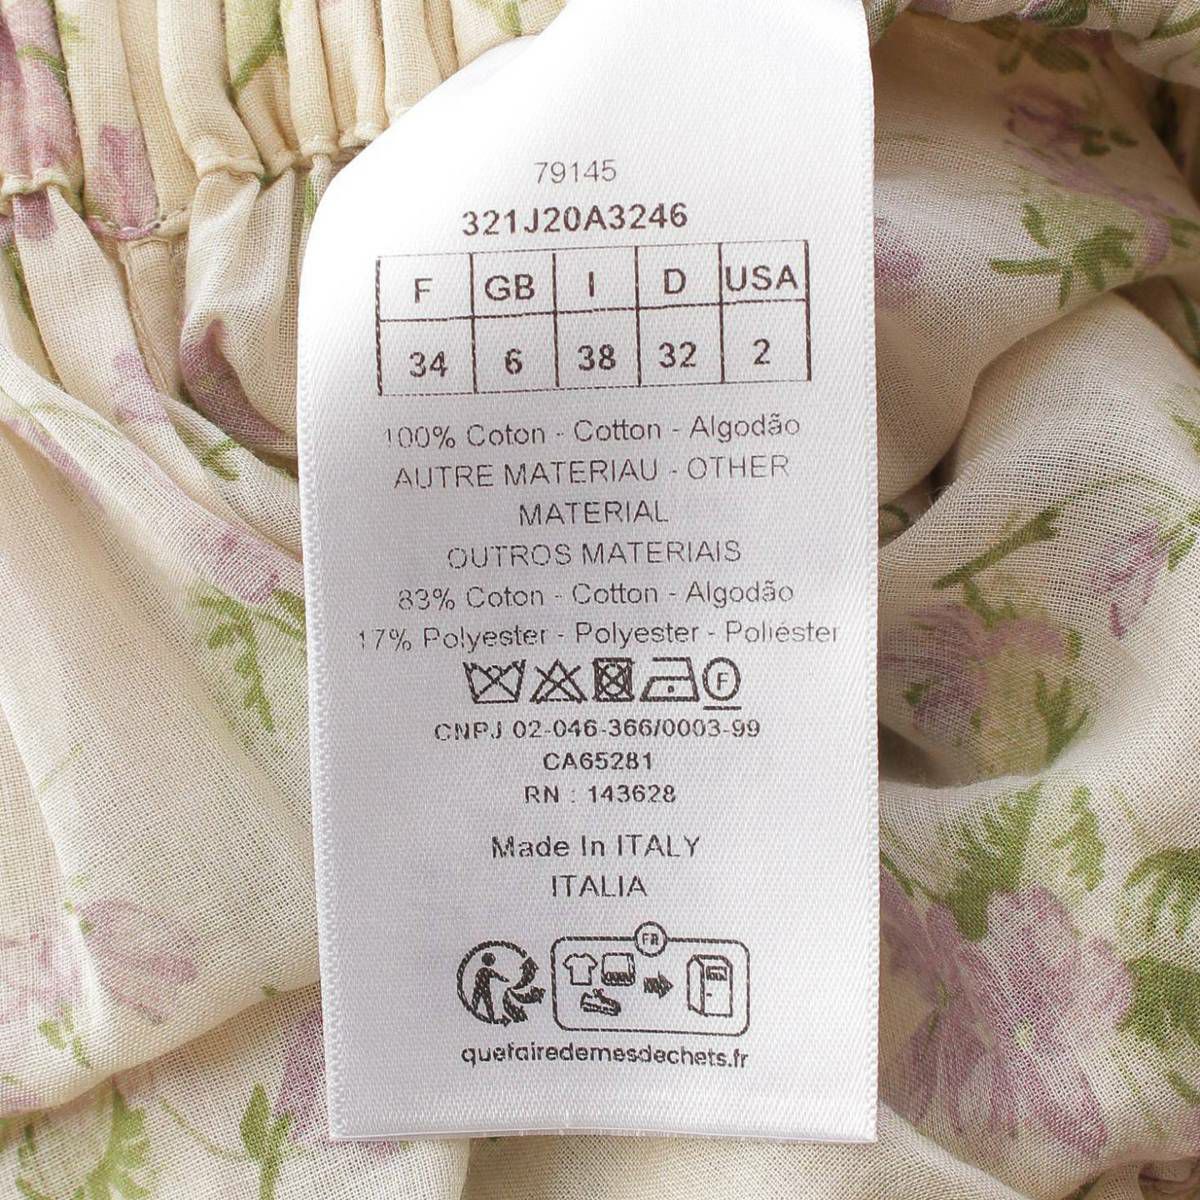 79145
321J20A3246
F GB I D USA
34 6 38 32 2
100% Coton - Cotton - Algodão
AUTRE MATERIAU - OTHER
MATERIAL
OUTROS MATERIAIS
83% Coton - Cotton - Algodão
17% Polyester - Polyester - Poliéster
F
CNPJ 02-046-366/0003-99
CA65281
RN : 143628
Made In ITALY
ITALIA
FR
quefairedemesdechets.fr